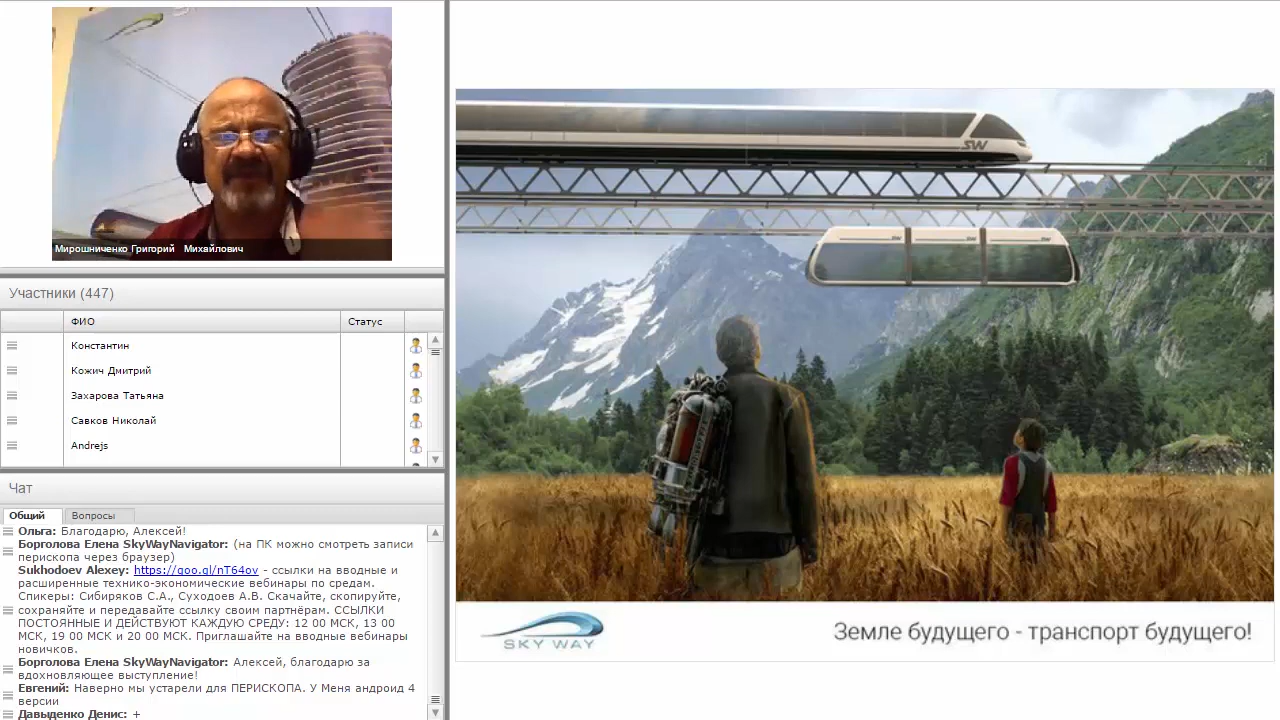 Мирошниченко Григорий Михайлович
Участники (447)
ФИО Статус
Константин
Кожич Дмитрий
Захарова Татьяна
Савков Николай
Andrejs
Чат
Общий Вопросы
Ольга: Благодарю, Алексей!
Борголова Елена SkyWayNavigator: (на ПК можно смотреть записи
перископа через браузер)
Sukhodoev Alexey: https://goo.gl/nT64ov - ссылки на вводные и
расширенные технико-экономические вебинары по средам.
Спикеры: Сибиряков С.А., Суходоев А.В. Скачайте, скопируйте,
сохраняйте и передавайте ссылку своим партнёрам. ССЫЛКИ
ПОСТОЯННЫЕ И ДЕЙСТВУЮТ КАЖДУЮ СРЕДУ: 12 00 МСК, 13 00
МСК, 19 00 МСК и 20 00 МСК. Приглашайте на вводные вебинары
новичков.
Борголова Елена SkyWayNavigator: Алексей, благодарю за
вдохновляющее выступление!
Евгений: Наверно мы устарели для ПЕРИСКОПА. У Меня андроид 4
версии
Давыденко Денис: +
SW
SW SW SW
SKY WAY
Земле будущего - транспорт будущего!